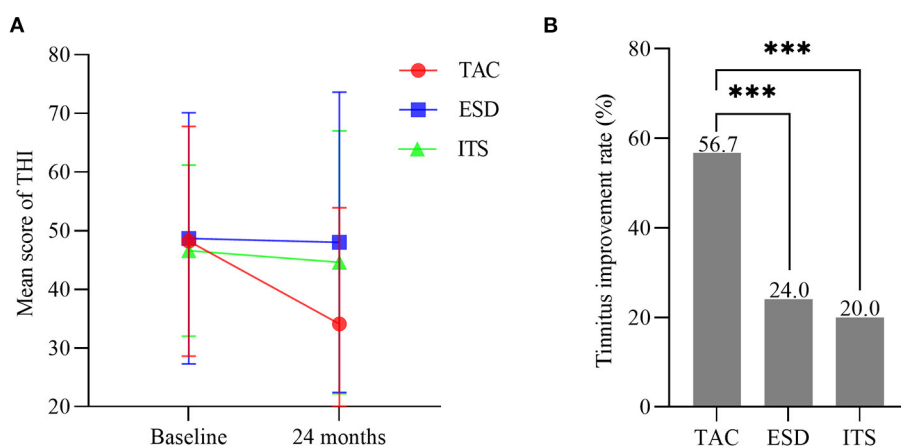 A
Mean score of THI
80
70
60
50
40
30
20
Baseline
24 months
TAC
ESD
ITS
B
Tinnitus improvement rate (%)
80
60
40
20
0
***
***
56.7
24.0
20.0
TAC
ESD
ITS